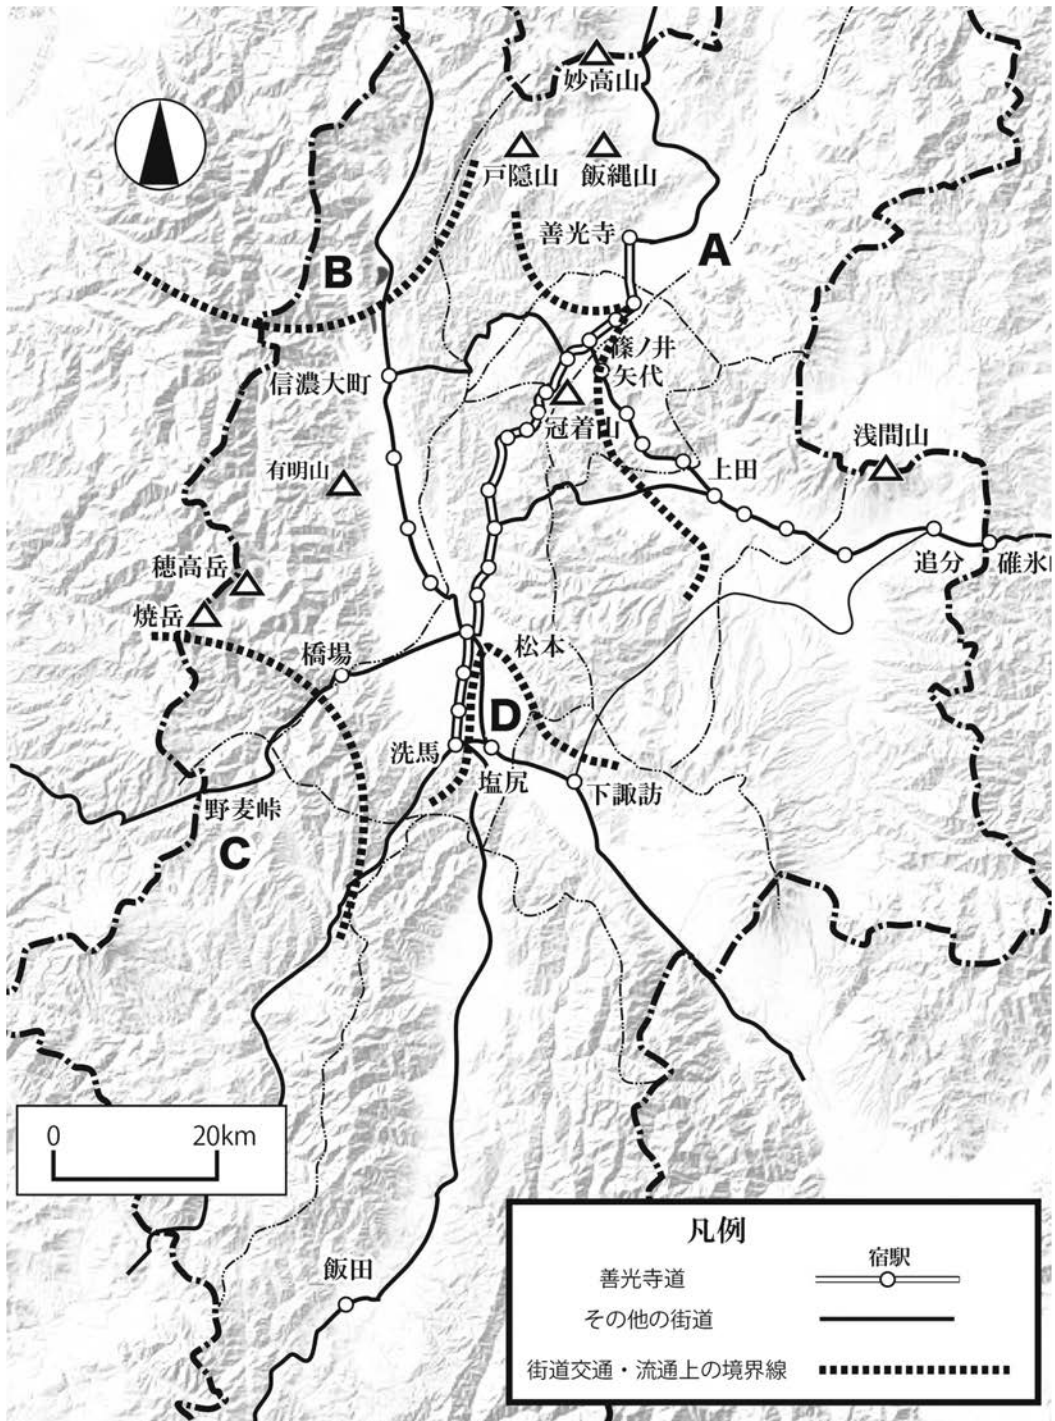 妙高山
戸隠山
飯縄山
善光寺
A
B
篠ノ井
矢代
信濃大町
冠着山
浅間山
有明山
上田
穂高岳
追分
碓氷
焼岳
松本
橋場
D
洗馬
塩尻
下諏訪
野麦峠
C
0
20km
飯田
凡例
宿駅
善光寺道
その他の街道
街道交通・流通上の境界線